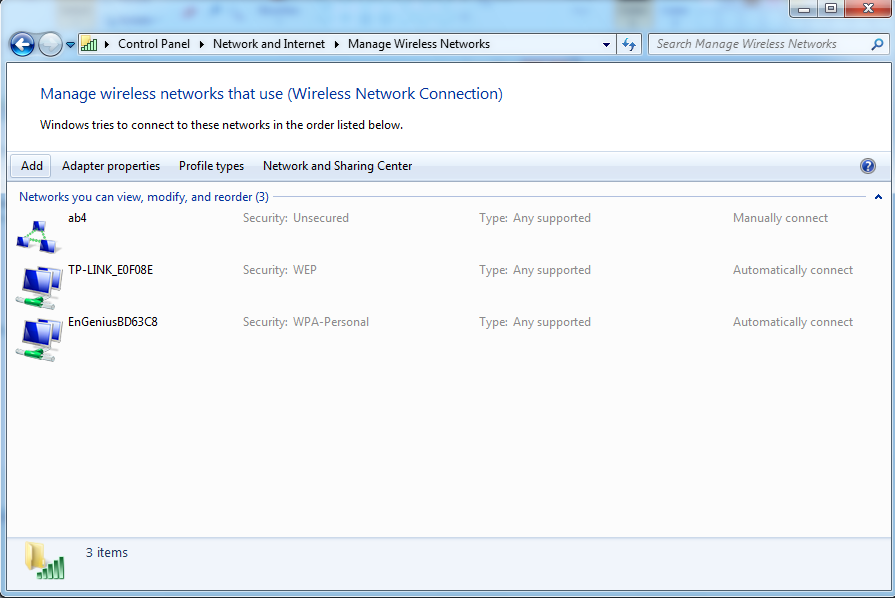 Control Panel Network and Internet Manage Wireless Networks Search Manage Wireless Networks
Manage wireless networks that use (Wireless Network Connection)
Windows tries to connect to these networks in the order listed below.
Add Adapter properties Profile types Network and Sharing Center ?
Networks you can view, modify, and reorder (3)
ab4 Security: Unsecured Type: Any supported Manually connect
TP-LINK_E0F08E Security: WEP Type: Any supported Automatically connect
EnGeniusBD63C8 Security: WPA-Personal Type: Any supported Automatically connect
3 items